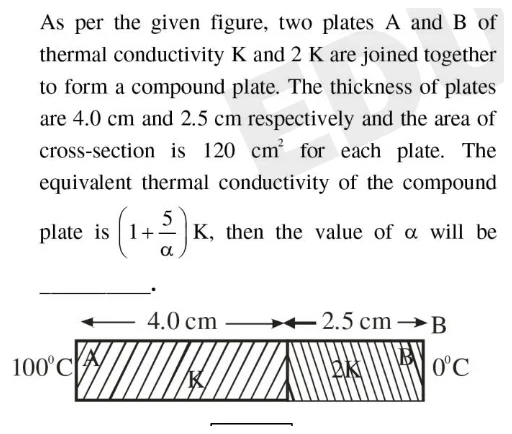 As per the given figure, two plates A and B of
thermal conductivity K and 2 K are joined together
to form a compound plate. The thickness of plates
are 4.0 cm and 2.5 cm respectively and the area of
cross-section is 120 cm² for each plate. The
equivalent thermal conductivity of the compound
plate is (1+5/α) K, then the value of α will be
__________.
4.0 cm 2.5 cm B
100°C A K 2K B 0°C